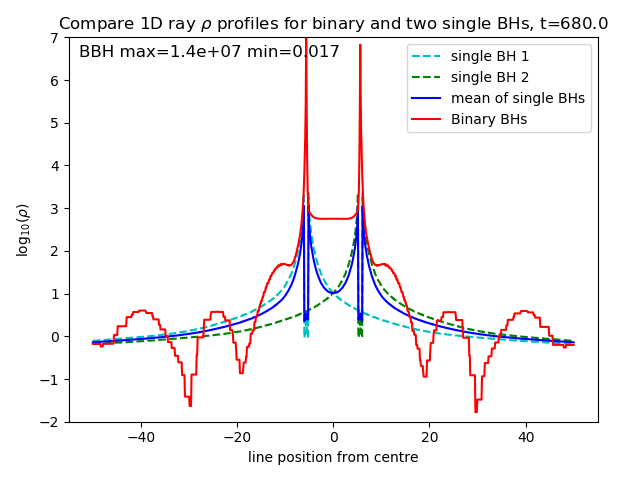 Compare 1D ray ρ profiles for binary and two single BHs, t=680.0
BBH max=1.4e+07 min=0.017
single BH 1
single BH 2
mean of single BHs
Binary BHs
log₁₀(ρ)
7
6
5
4
3
2
1
0
−1
−2
−40 −20 0 20 40
line position from centre